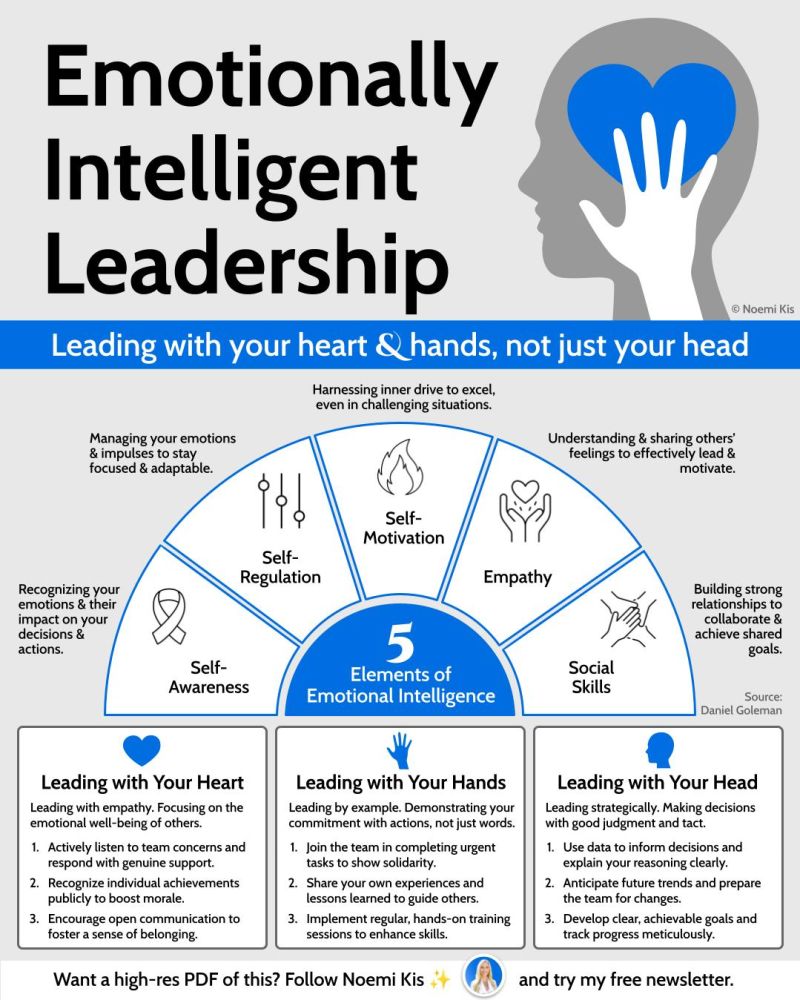 Emotionally
Intelligent
Leadership
© Noemi Kis
Leading with your heart & hands, not just your head
Harnessing inner drive to excel,
even in challenging situations.
Managing your emotions
& impulses to stay
focused & adaptable.
Understanding & sharing others'
feelings to effectively lead &
motivate.
Self-
Motivation
Self-
Regulation
Empathy
Recognizing your
emotions & their
impact on your
decisions &
actions.
Building strong
relationships to
collaborate &
achieve shared
goals.
Self-
Awareness
5
Elements of
Emotional Intelligence
Social
Skills
Source:
Daniel Goleman
Leading with Your Heart
Leading with empathy. Focusing on the
emotional well-being of others.
1. Actively listen to team concerns and
respond with genuine support.
2. Recognize individual achievements
publicly to boost morale.
3. Encourage open communication to
foster a sense of belonging.
Leading with Your Hands
Leading by example. Demonstrating your
commitment with actions, not just words.
1. Join the team in completing urgent
tasks to show solidarity.
2. Share your own experiences and
lessons learned to guide others.
3. Implement regular, hands-on training
sessions to enhance skills.
Leading with Your Head
Leading strategically. Making decisions
with good judgment and tact.
1. Use data to inform decisions and
explain your reasoning clearly.
2. Anticipate future trends and prepare
the team for changes.
3. Develop clear, achievable goals and
track progress meticulously.
Want a high-res PDF of this? Follow Noemi Kis ✨ and try my free newsletter.